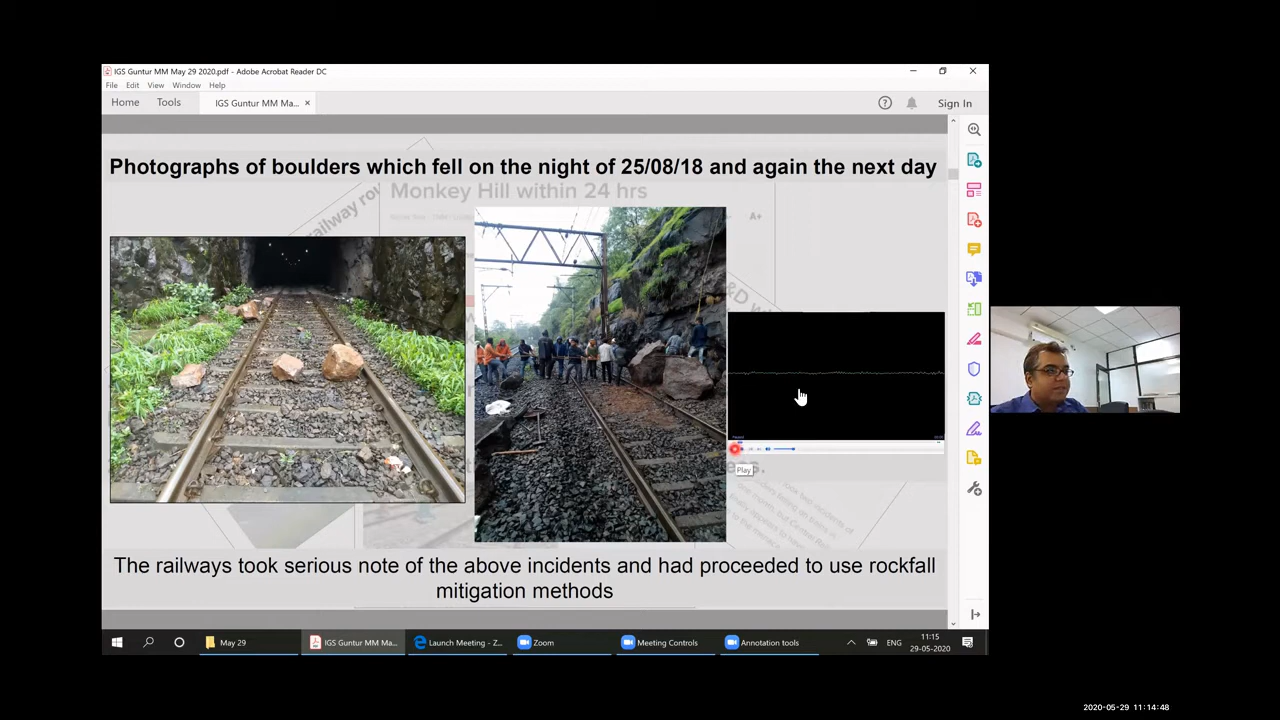 IGS Guntur MM May 29 2020.pdf - Adobe Acrobat Reader DC
File Edit View Window Help
Home Tools IGS Guntur MM Ma... × Sign In
Photographs of boulders which fell on the night of 25/08/18 and again the next day
Monkey Hill within 24 hrs
railway
A+
Play
The railways took serious note of the above incidents and had proceeded to use rockfall
mitigation methods
May 29 IGS Guntur MM Ma... Launch Meeting - Z... Zoom Meeting Controls Annotation tools ENG 11:15
29-05-2020
2020-05-29 11:14:48